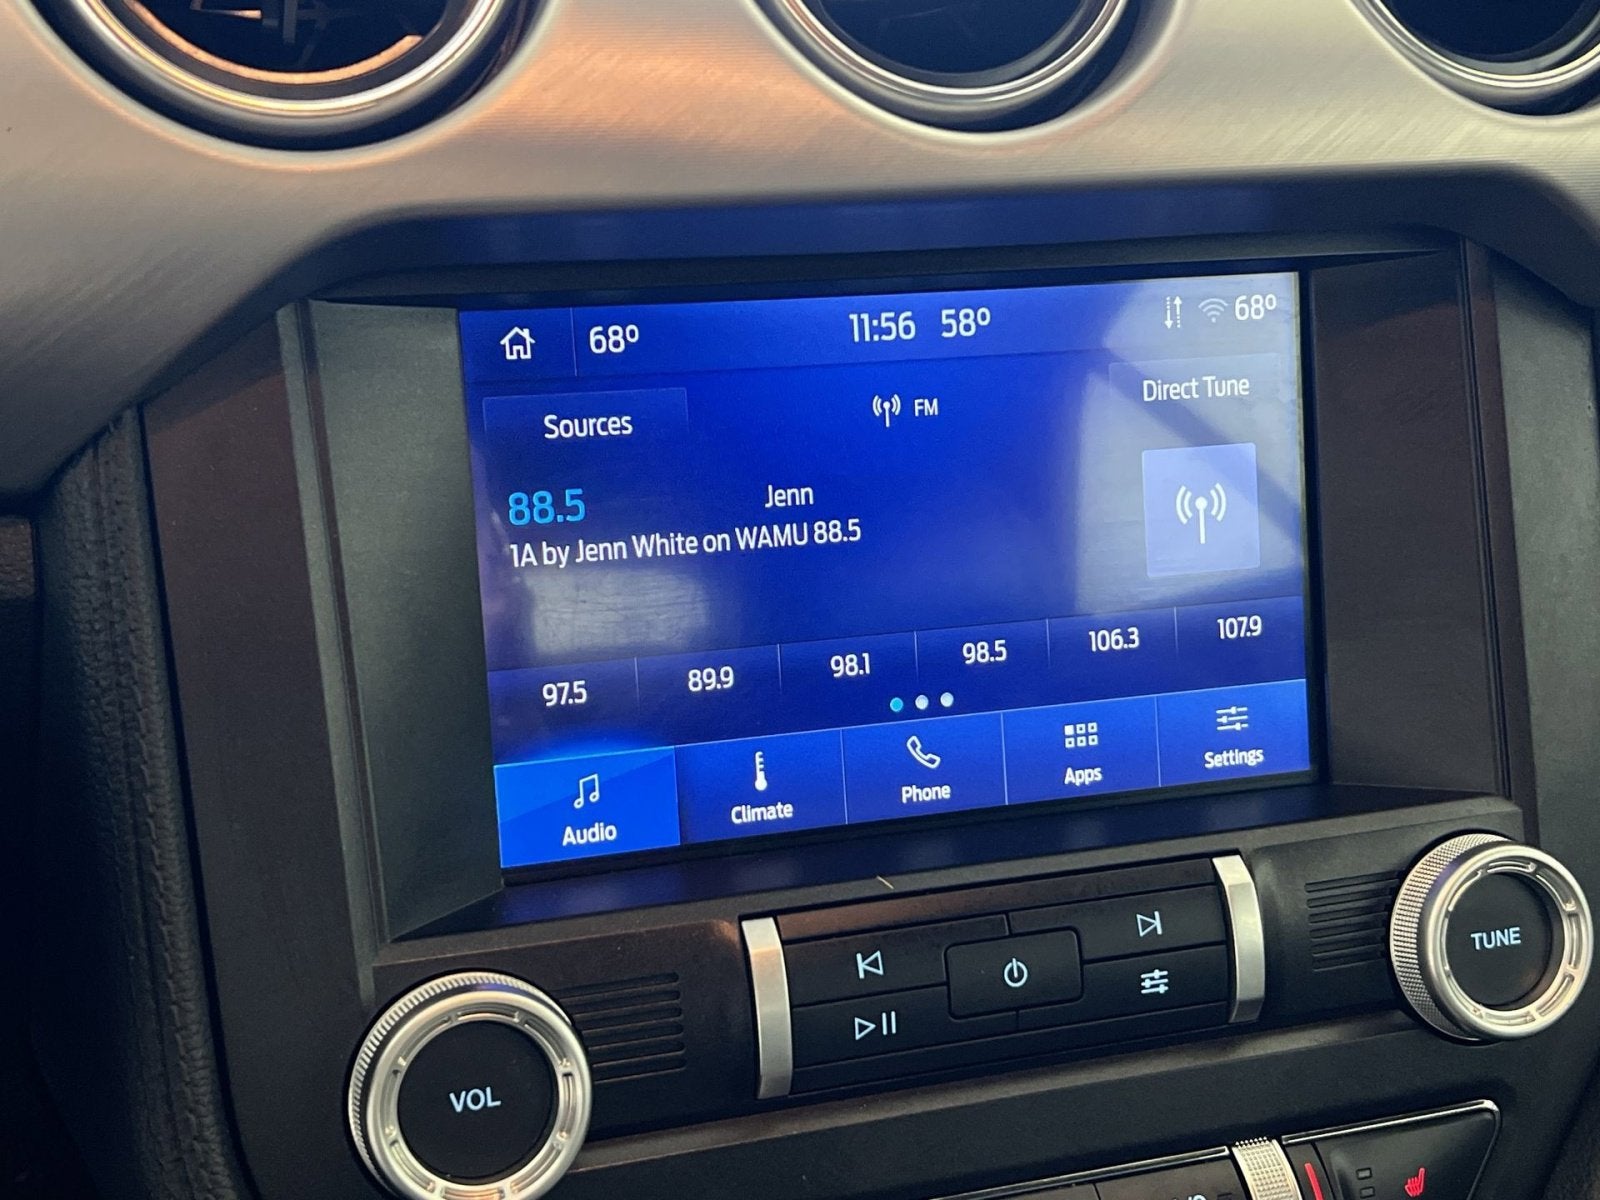 68° 11:56 58° 68°
Sources FM Direct Tune
88.5 Jenn
1A by Jenn White on WAMU 88.5
97.5 89.9 98.1 98.5 106.3 107.9
Audio Climate Phone Apps Settings
VOL TUNE